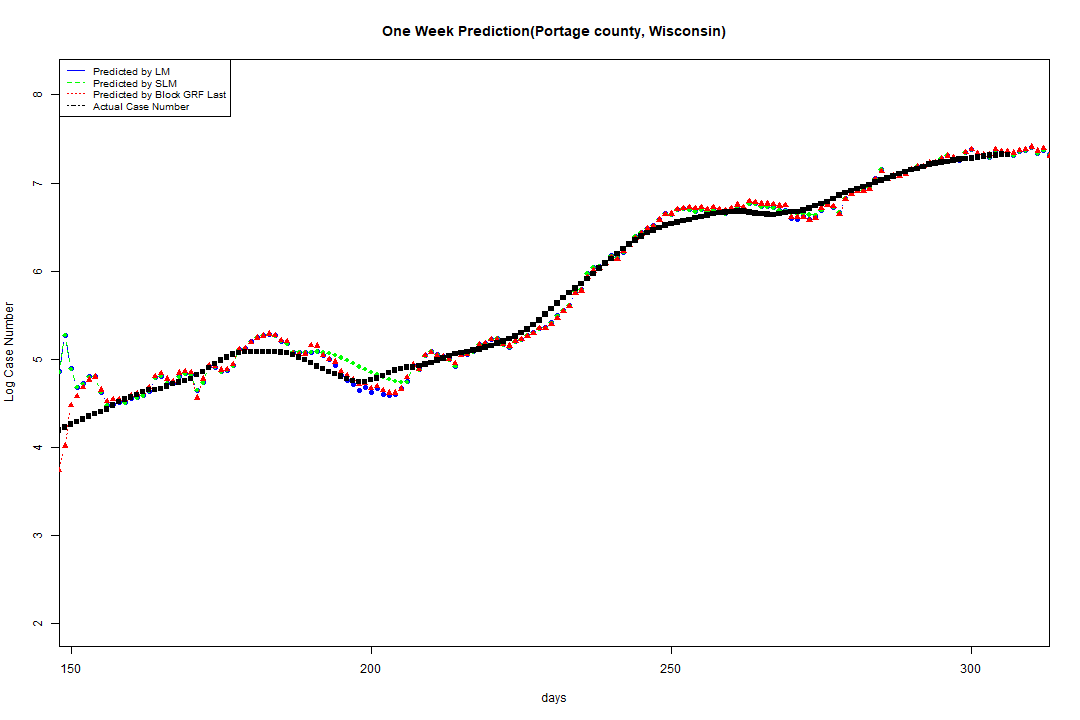 One Week Prediction(Portage county, Wisconsin)
Predicted by LM
Predicted by SLM
Predicted by Block GRF Last
Actual Case Number
8
7
6
5
4
3
2
Log Case Number
150 200 250 300
days